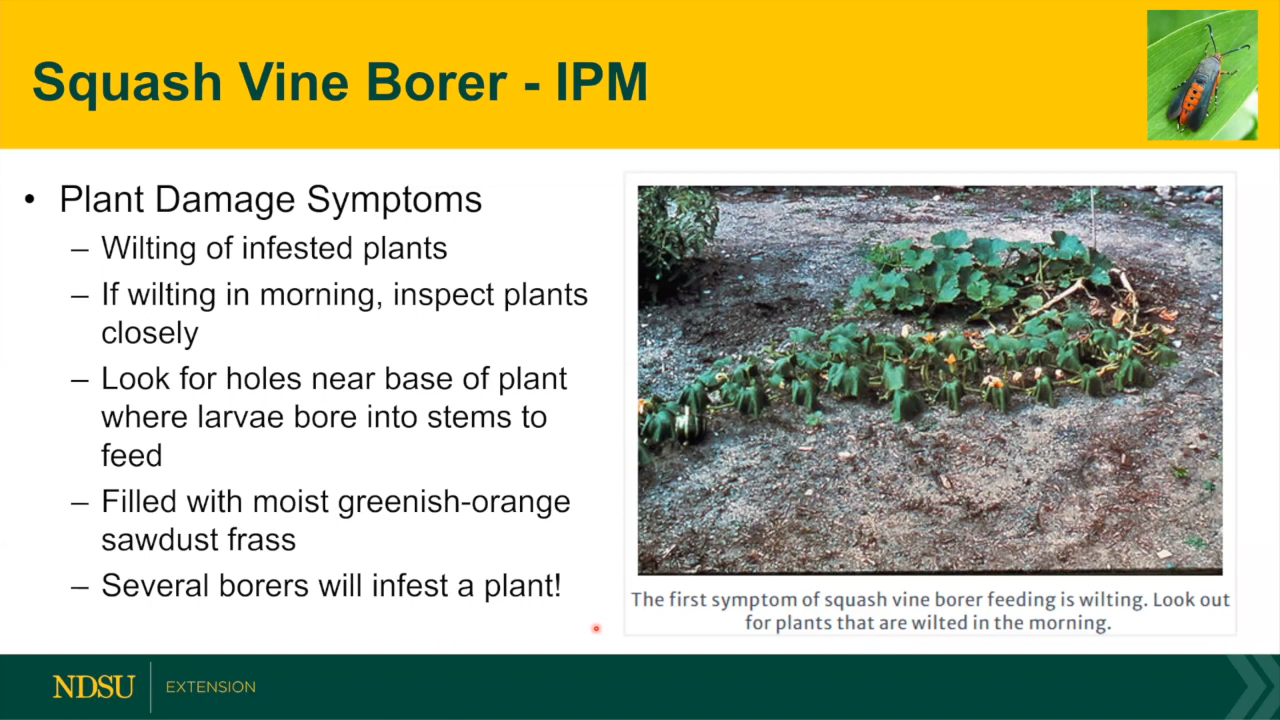 Squash Vine Borer - IPM
• Plant Damage Symptoms
– Wilting of infested plants
– If wilting in morning, inspect plants
closely
– Look for holes near base of plant
where larvae bore into stems to
feed
– Filled with moist greenish-orange
sawdust frass
– Several borers will infest a plant!
The first symptom of squash vine borer feeding is wilting. Look out
for plants that are wilted in the morning.
NDSU EXTENSION